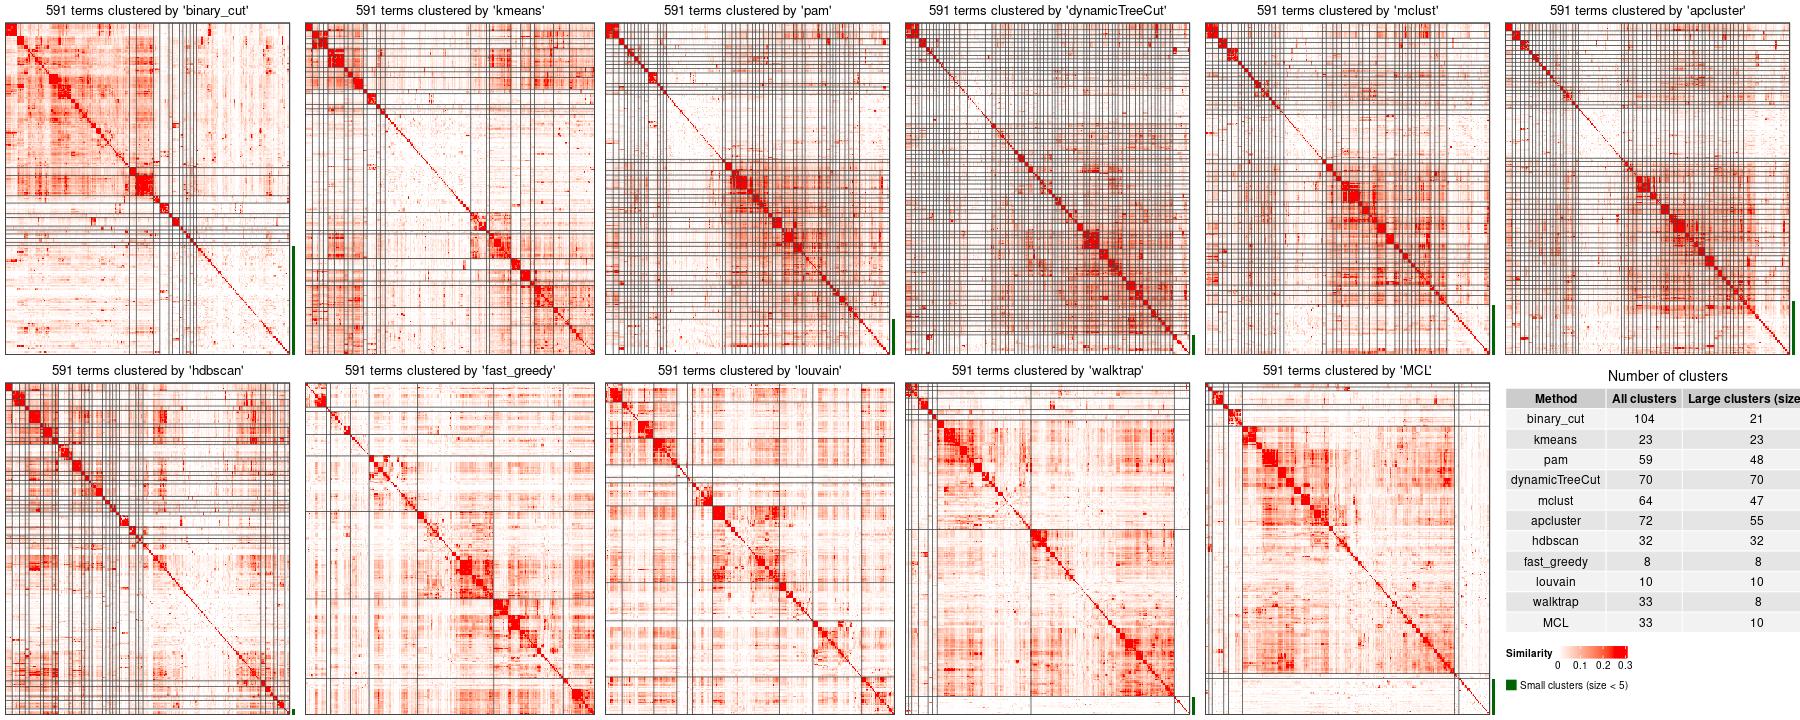 591 terms clustered by 'binary_cut'
591 terms clustered by 'kmeans'
591 terms clustered by 'pam'
591 terms clustered by 'dynamicTreeCut'
591 terms clustered by 'mclust'
591 terms clustered by 'apcluster'
591 terms clustered by 'hdbscan'
591 terms clustered by 'fast_greedy'
591 terms clustered by 'louvain'
591 terms clustered by 'walktrap'
591 terms clustered by 'MCL'
Number of clusters
Method All clusters Large clusters (size
binary_cut 104 21
kmeans 23 23
pam 59 48
dynamicTreeCut 70 70
mclust 64 47
apcluster 72 55
hdbscan 32 32
fast_greedy 8 8
louvain 10 10
walktrap 33 8
MCL 33 10
Similarity
0 0.1 0.2 0.3
Small clusters (size < 5)